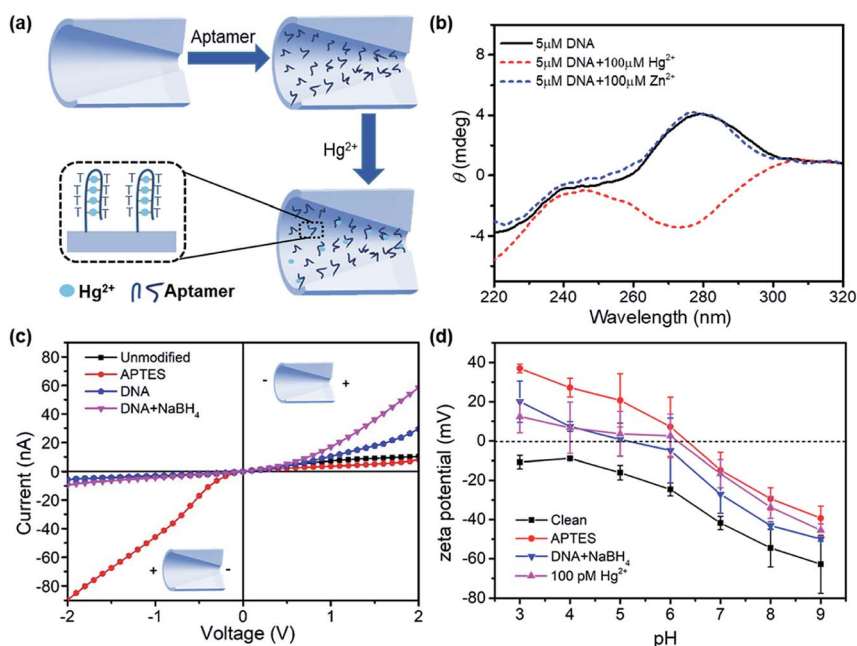 (a)
Aptamer
Hg²⁺
T T T T
T T T T
T T T T
T T T T
Hg²⁺ Aptamer
(b)
5μM DNA
5μM DNA+100μM Hg²⁺
5μM DNA+100μM Zn²⁺
θ (mdeg)
8
4
0
-4
-8
220 240 260 280 300 320
Wavelength (nm)
(c)
Unmodified
APTES
DNA
DNA+NaBH₄
- +
+ -
Current (nA)
80
60
40
20
0
-20
-40
-60
-80
-2 -1 0 1 2
Voltage (V)
(d)
zeta potential (mV)
40
20
0
-20
-40
-60
-80
Clean
APTES
DNA+NaBH₄
100 pM Hg²⁺
3 4 5 6 7 8 9
pH